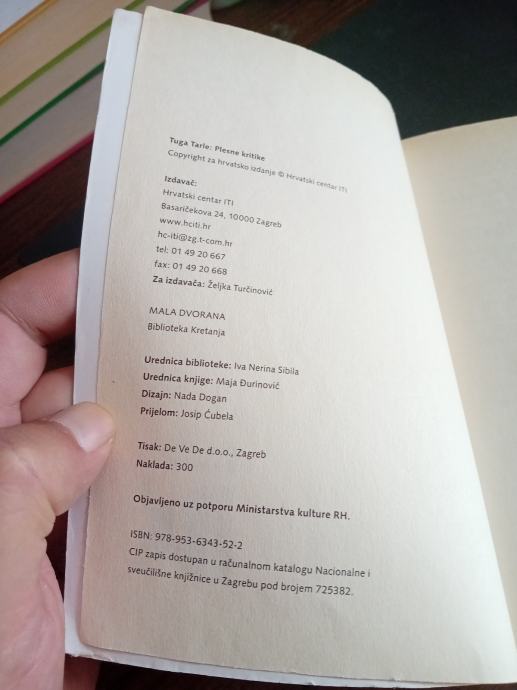 Tuga Tarle: Plesne kritike
Copyright za hrvatsko izdanje © Hrvatski centar ITI
Izdavač:
Hrvatski centar ITI
Basaričekova 24, 10000 Zagreb
www.hciti.hr
hc-iti@zg.t-com.hr
tel: 01 49 20 667
fax: 01 49 20 668
Za izdavača: Željka Turčinović
MALA DVORANA
Biblioteka Kretanja
Urednica biblioteke: Iva Nerina Sibila
Urednica knjige: Maja Đurinović
Dizajn: Nada Dogan
Prijelom: Josip Ćubela
Tisak: De Ve De d.o.o., Zagreb
Naklada: 300
Objavljeno uz potporu Ministarstva kulture RH.
ISBN: 978-953-6343-52-2
CIP zapis dostupan u računalnom katalogu Nacionalne i
sveučilišne knjižnice u Zagrebu pod brojem 725382.